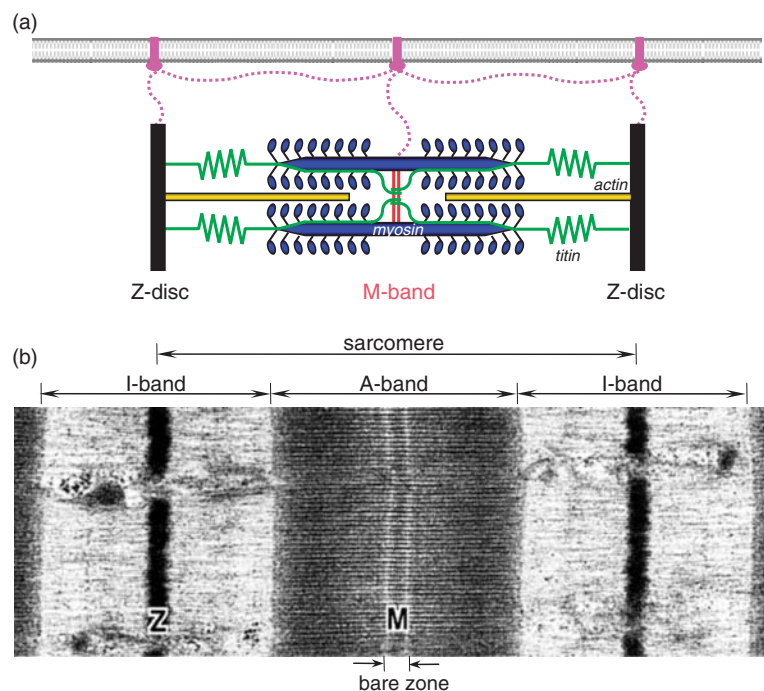 (a)
actin
myosin
titin
Z-disc M-band Z-disc
(b)
sarcomere
I-band A-band I-band
Z M
bare zone